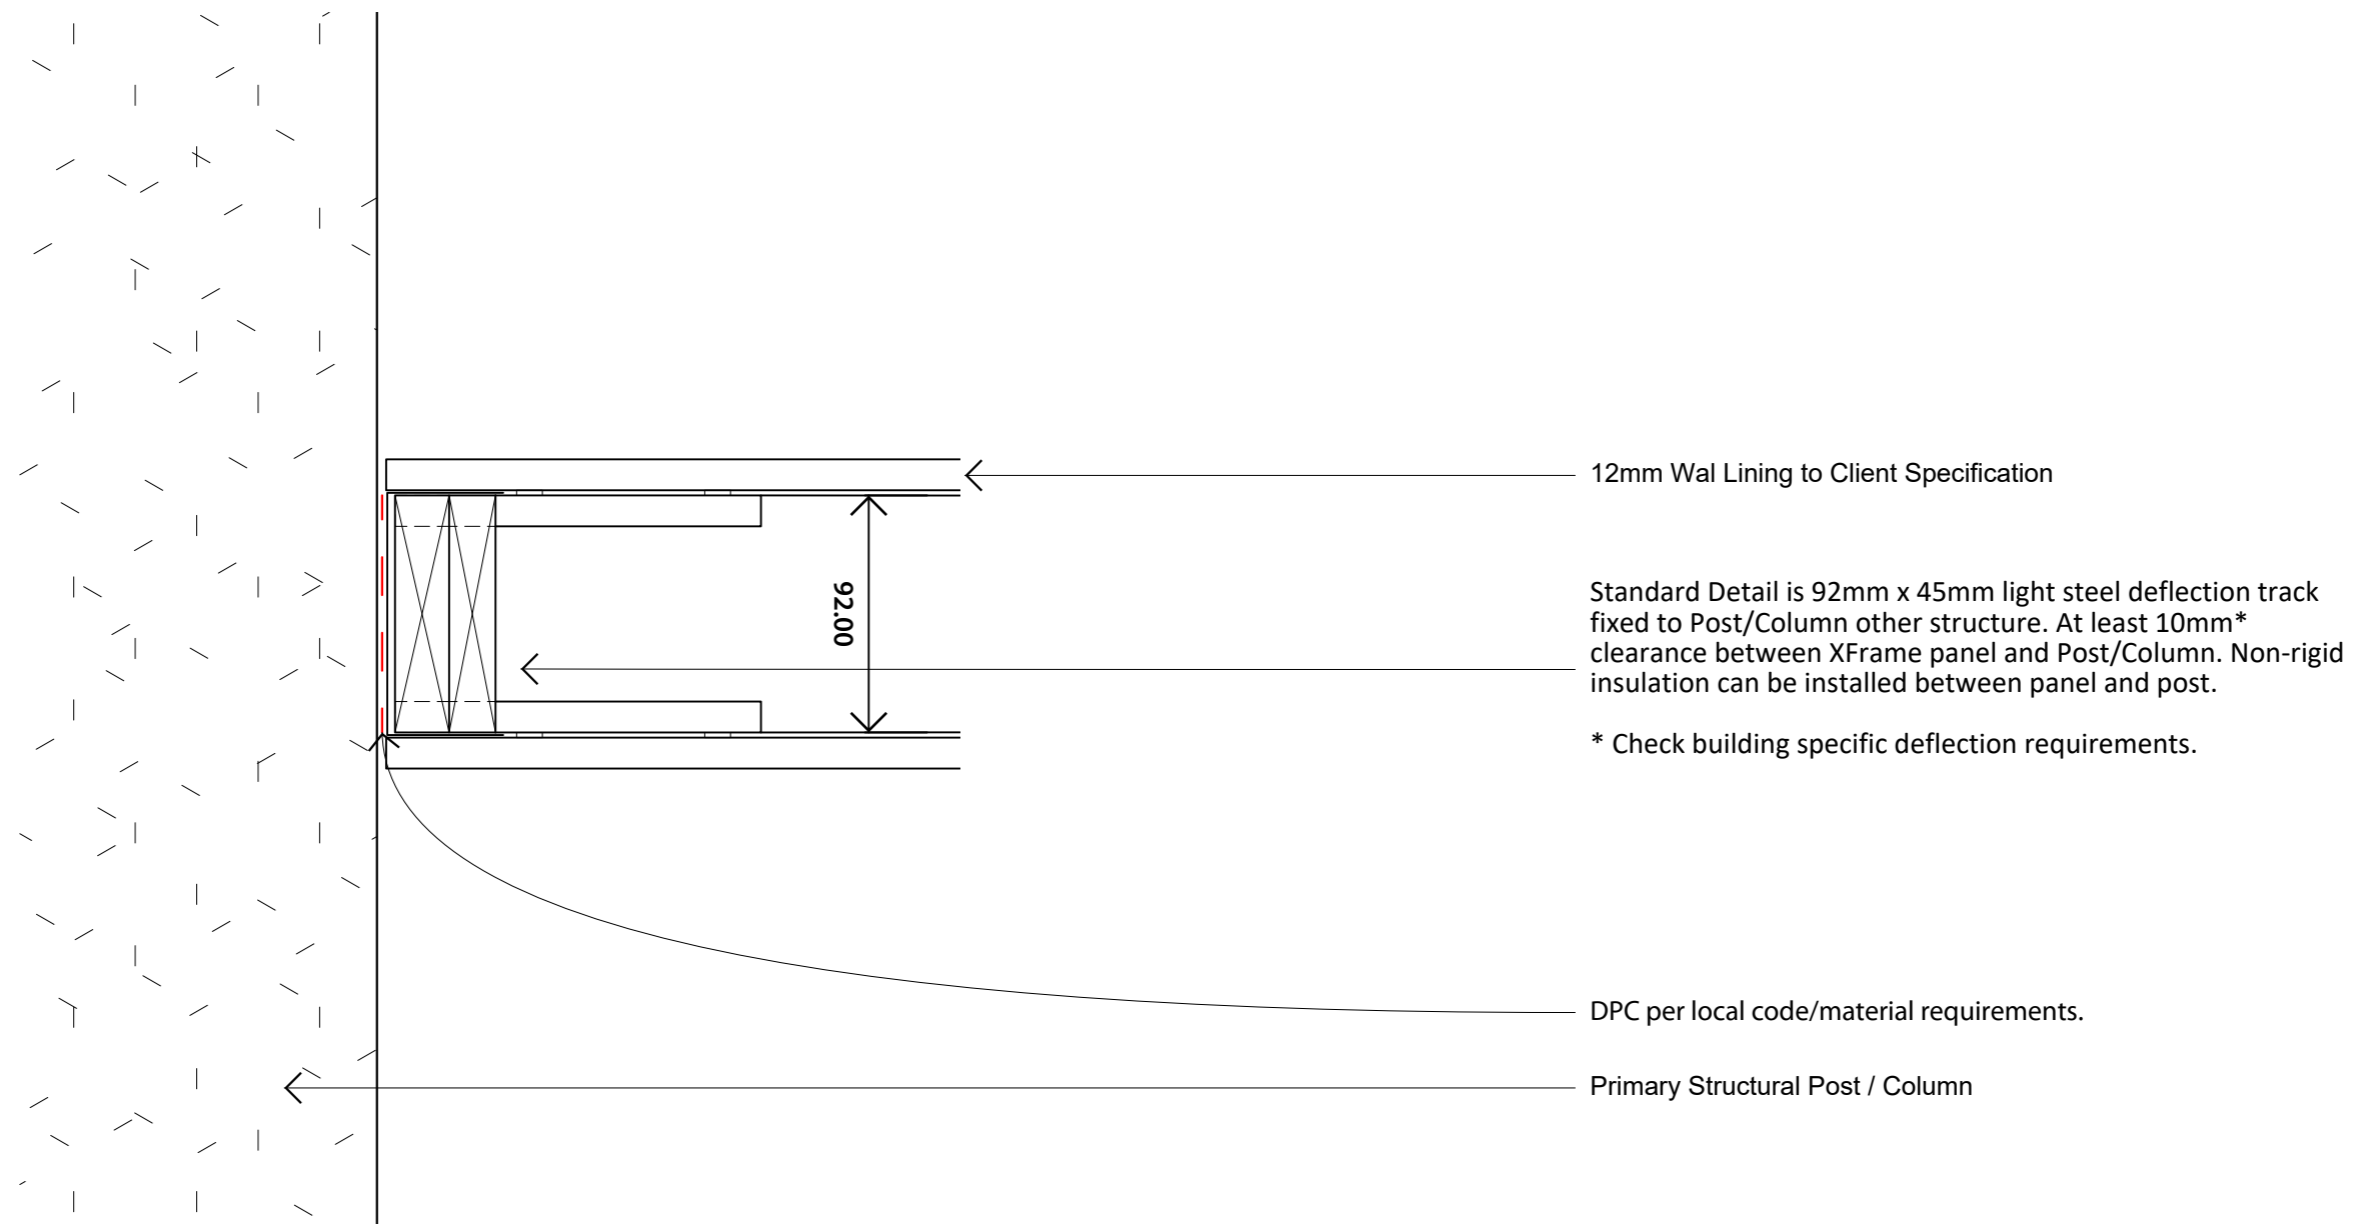 12mm Wal Lining to Client Specification
92.00
Standard Detail is 92mm x 45mm light steel deflection track
fixed to Post/Column other structure. At least 10mm*
clearance between XFrame panel and Post/Column. Non-rigid
insulation can be installed between panel and post.
* Check building specific deflection requirements.
DPC per local code/material requirements.
Primary Structural Post / Column